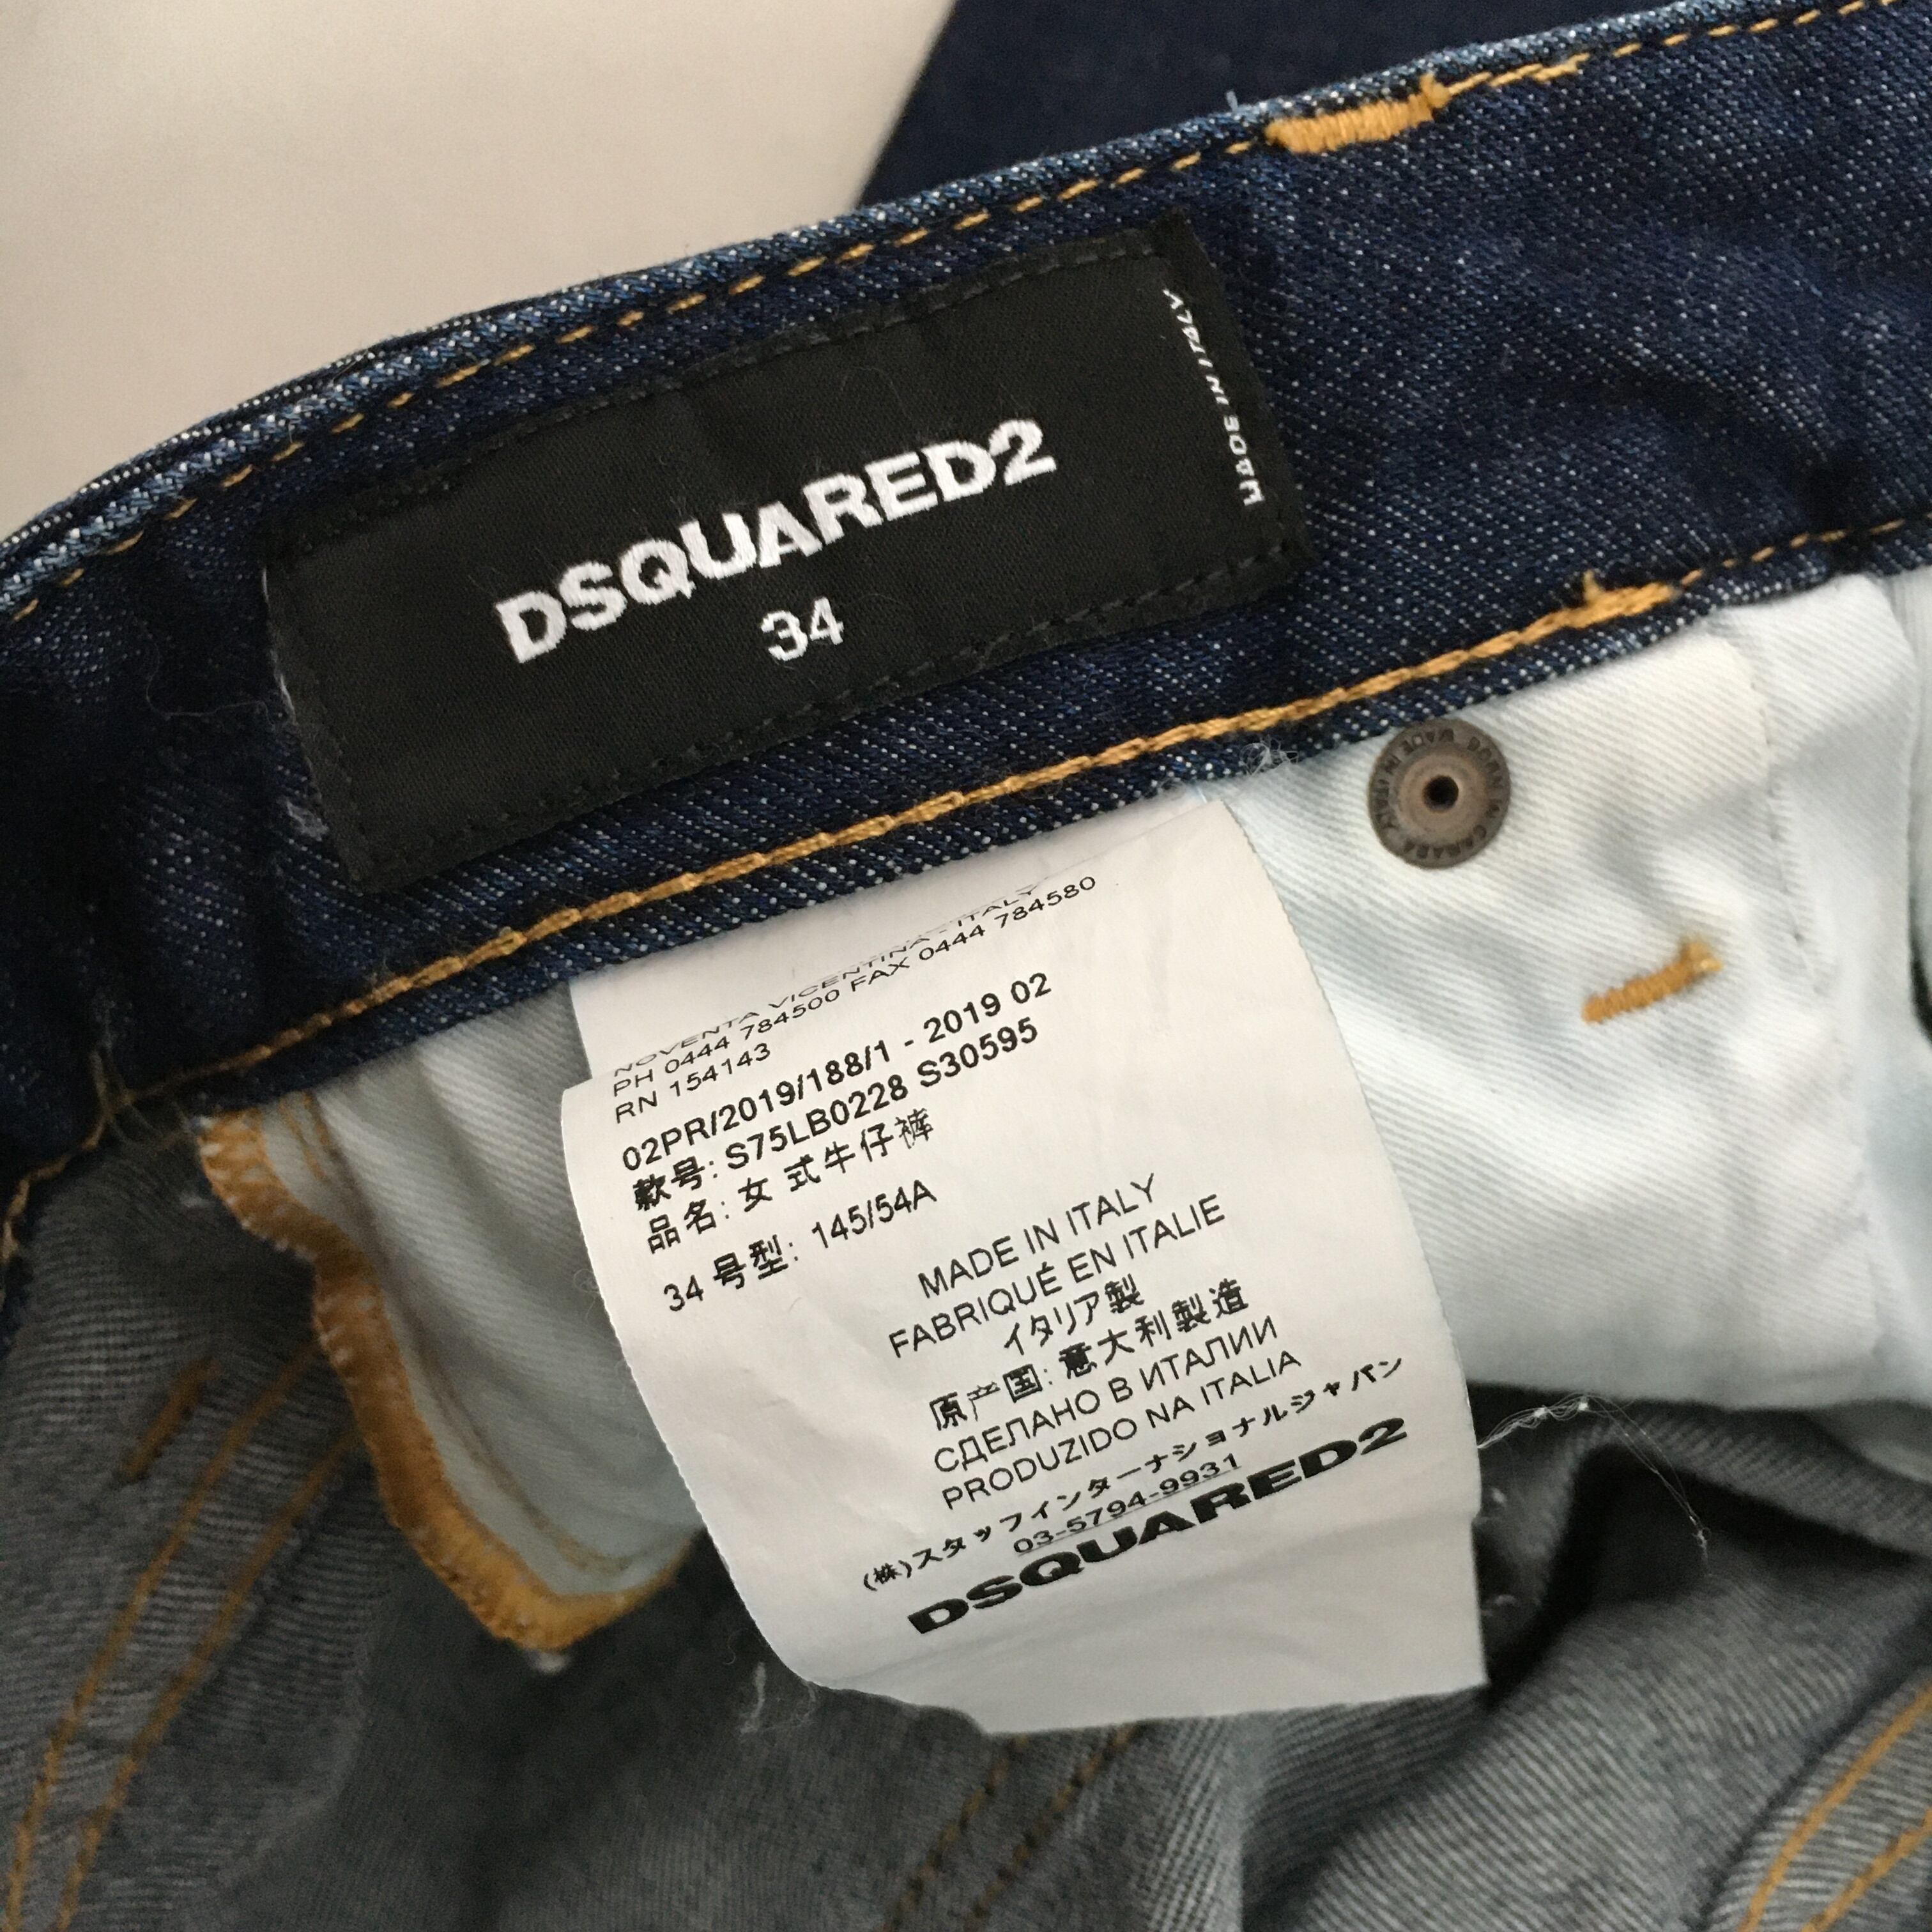 DSQUARED2
34
MADE IN ITALY
NOVENTA VICENTINA - ITALY
PH 0444 784500 FAX 0444 784580
RN 154143
02PR/2019/188/1 - 2019 02
款号: S75LB0228 S30595
品名: 女 式牛仔裤
34 号型: 145/54A
MADE IN ITALY
FABRIQUÉ EN ITALIE
イタリア製
原产国: 意大利製造
СДЕЛАНО В ИТАЛИИ
PRODUZIDO NA ITALIA
(株)スタッフインターナショナルジャパン
03-5794-9931
DSQUARED2
MADE IN